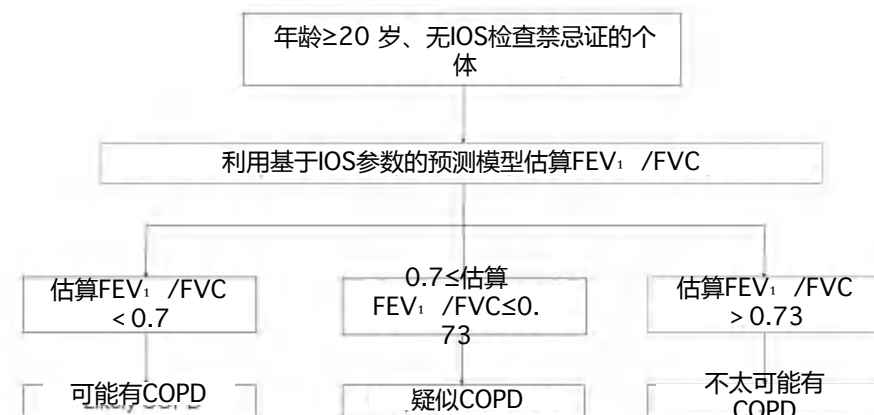 年龄≥20 岁、无IOS检查禁忌证的个
体
利用基于IOS参数的预测模型估算FEV₁ /FVC
估算FEV₁ /FVC
<0.7
0.7≤估算
FEV₁ /FVC≤0.
73
估算FEV₁ /FVC
>0.73
可能有COPD
疑似COPD
不太可能有
COPD